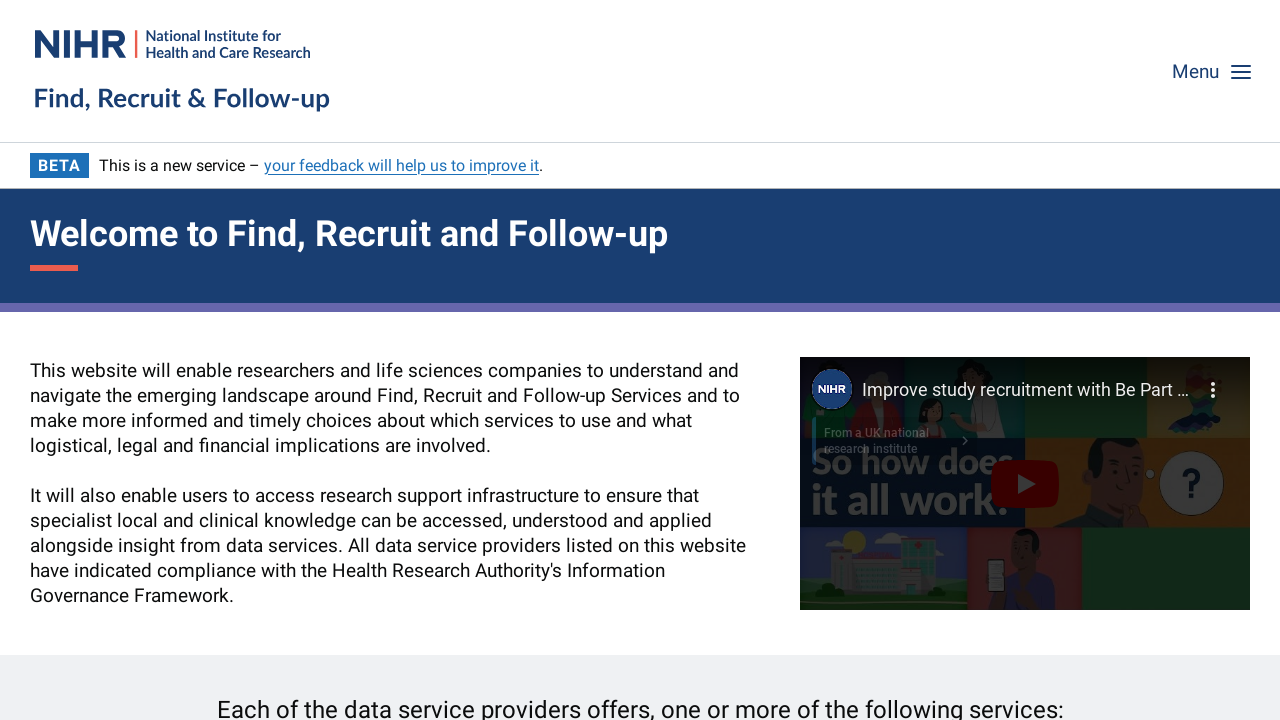 NIHR | National Institute for
Health and Care Research
Find, Recruit & Follow-up
Menu
BETA This is a new service – your feedback will help us to improve it.
Welcome to Find, Recruit and Follow-up
This website will enable researchers and life sciences companies to understand and
navigate the emerging landscape around Find, Recruit and Follow-up Services and to
make more informed and timely choices about which services to use and what
logistical, legal and financial implications are involved.
It will also enable users to access research support infrastructure to ensure that
specialist local and clinical knowledge can be accessed, understood and applied
alongside insight from data services. All data service providers listed on this website
have indicated compliance with the Health Research Authority's Information
Governance Framework.
NIHR Improve study recruitment with Be Part ...
From a UK national
research institute
So how does
it all work?
?
Each of the data service providers offers, one or more of the following services: